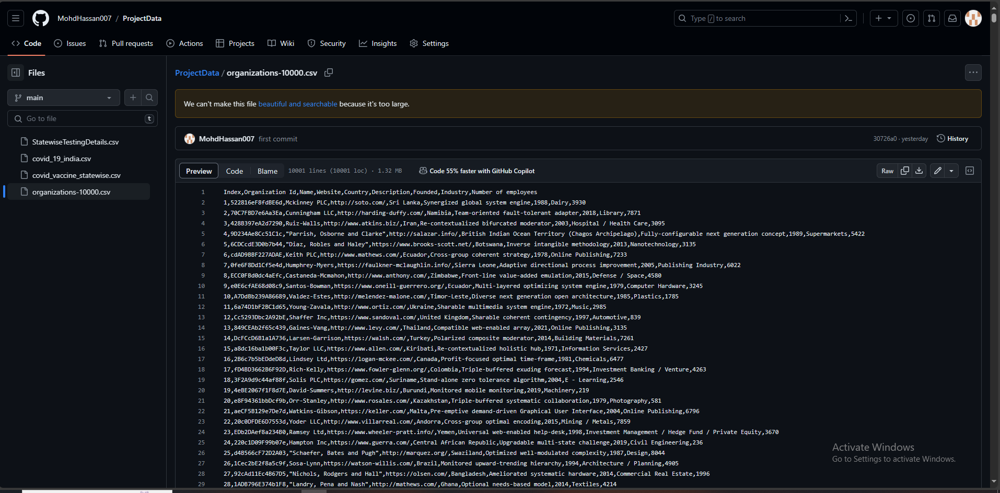 MohdHassan007 / ProjectData
Type / to search
Code
Issues
Pull requests
Actions
Projects
Wiki
Security
Insights
Settings
Files
main
Go to file
t
StatewiseTestingDetails.csv
covid_19_india.csv
covid_vaccine_statewise.csv
organizations-10000.csv
ProjectData / organizations-10000.csv
We can't make this file beautiful and searchable because it's too large.
MohdHassan007 first commit
30726a0 · yesterday
History
Preview
Code
Blame
10001 lines (10001 loc) · 1.32 MB
Code 55% faster with GitHub Copilot
Raw
1 Index,Organization Id,Name,Website,Country,Description,Founded,Industry,Number of employees
2 1,522816eF8fdBE6d,Mckinney PLC,http://soto.com/,Sri Lanka,Synergized global system engine,1988,Dairy,3930
3 2,70C7FBD7e6Aa3Ea,Cunningham LLC,http://harding-duffy.com/,Namibia,Team-oriented fault-tolerant adapter,2018,Library,7871
4 3,428B397eA2d7290,Ruiz-Walls,http://www.atkins.biz/,Iran,Re-contextualized bifurcated moderator,2003,Hospital / Health Care,3095
5 4,9D234Ae8Cc51C1c,"Parrish, Osborne and Clarke",http://salazar.info/,British Indian Ocean Territory (Chagos Archipelago),Fully-configurable next generation concept,1989,Supermarkets,5422
6 5,6CDCcdE3D0b7b44,"Diaz, Robles and Haley",https://www.brooks-scott.net/,Botswana,Inverse intangible methodology,2013,Nanotechnology,3135
7 6,cdAD9BBF227ADAE,Keith PLC,http://www.mathews.com/,Ecuador,Cross-group coherent strategy,1978,Online Publishing,7233
8 7,0fe6F8Dd1Cf5e4d,Humphrey-Myers,https://faulkner-mclaughlin.info/,Sierra Leone,Adaptive directional process improvement,2005,Publishing Industry,6022
9 8,ECC0FBd0dc4aEfc,Castaneda-Mcmahon,http://www.anthony.com/,Zimbabwe,Front-line value-added emulation,2015,Defense / Space,4580
10 9,e0E6cfAE68d08c9,Santos-Bowman,https://www.oneill-guerrero.org/,Ecuador,Multi-layered optimizing system engine,1979,Computer Hardware,3245
11 10,A7DdBb239A86689,Valdez-Estes,http://melendez-malone.com/,Timor-Leste,Diverse next generation open architecture,1985,Plastics,1785
12 11,6a74D1bF2BC1d65,Young-Zavala,http://www.ortiz.com/,Ukraine,Sharable multimedia system engine,1972,Music,2985
13 12,Cc5293Dbc2A92bE,Shaffer Inc,https://www.sandoval.com/,United Kingdom,Sharable coherent contingency,1997,Automotive,839
14 13,849CEAb2f65c439,Gaines-Vang,http://www.levy.com/,Thailand,Compatible web-enabled array,2021,Online Publishing,3135
15 14,DcFCcD6B1a1A736,Larsen-Garrison,https://walsh.com/,Turkey,Polarized composite moderator,2014,Building Materials,7261
16 15,a8dc16ba1b00F3c,Taylor LLC,https://www.allen.com/,Kiribati,Re-contextualized holistic hub,1971,Information Services,2427
17 16,2B6c7b5bEDdeD8d,Lindsey Ltd,https://logan-mckee.com/,Canada,Profit-focused optimal time-frame,1981,Chemicals,6477
18 17,fD4BD3662B6F92D,Rich-Kelly,https://www.fowler-glenn.org/,Colombia,Triple-buffered exuding forecast,1994,Investment Banking / Venture,4263
19 18,3F2A9d9c44af88f,Solis PLC,https://gomez.com/,Suriname,Stand-alone zero tolerance algorithm,2004,E - Learning,2546
20 19,4eBE2067f1F8d7E,David-Summers,http://levine.biz/,Burundi,Monitored mobile monitoring,2019,Machinery,219
21 20,e8F94361bbDcf9b,Orr-Stanley,http://www.rosales.com/,Kazakhstan,Triple-buffered systematic collaboration,1979,Photography,581
22 21,aeCF5B129e7De7d,Watkins-Gibson,https://keller.com/,Malta,Pre-emptive demand-driven Graphical User Interface,2004,Online Publishing,6796
23 22,20c0DFDE6D7553d,Yoder LLC,http://www.villarreal.com/,Andorra,Cross-group optimal encoding,2015,Mining / Metals,7859
24 23,EDb2DAef8a234B0,Ramsey Ltd,https://www.wheeler-pratt.info/,Yemen,Universal web-enabled help-desk,1998,Investment Management / Hedge Fund / Private Equity,3670
25 24,220c1D09F99b07e,Hampton Inc,https://www.guerra.com/,Central African Republic,Upgradable multi-state challenge,2019,Civil Engineering,236
26 25,d4B566cF72D2A03,"Schaefer, Bates and Pugh",http://marquez.org/,Swaziland,Optimized well-modulated complexity,1987,Design,8044
27 26,1Cec2bE2f8a5c9f,Sosa-Lynn,https://watson-willis.com/,Brazil,Monitored upward-trending hierarchy,1994,Architecture / Planning,4905
28 27,92cAd11Ec4B67D5,"Nichols, Rodgers and Hall",https://olsen.com/,Bangladesh,Ameliorated systematic hardware,2014,Commercial Real Estate,1996
29 28,1ADB796E374b1F8,"Landry, Pena and Nash",http://mathews.com/,Ghana,Optional needs-based model,2014,Textiles,4214
Activate Windows
Go to Settings to activate Windows.